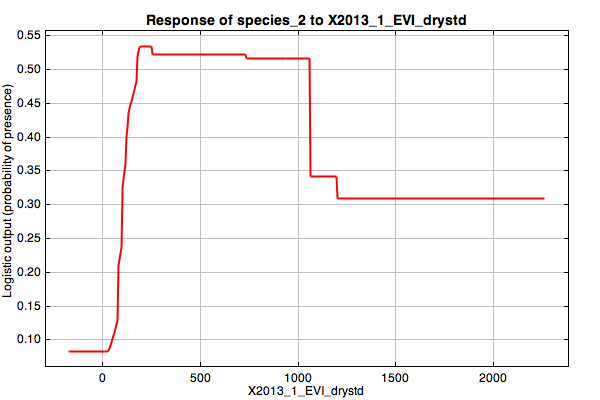 Response of species_2 to X2013_1_EVI_drystd
Logistic output (probability of presence)
0.55
0.50
0.45
0.40
0.35
0.30
0.25
0.20
0.15
0.10
0 500 1000 1500 2000
X2013_1_EVI_drystd